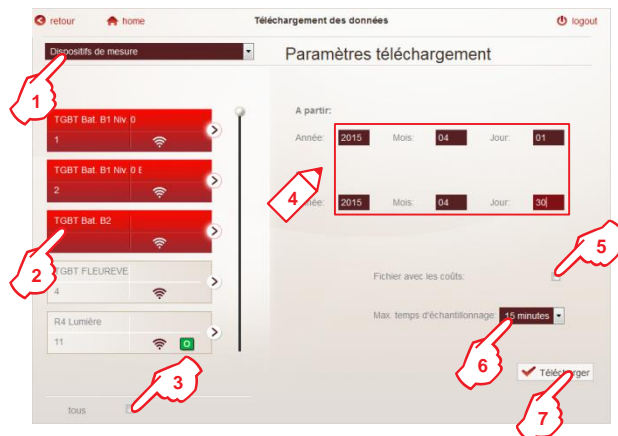 retour home Téléchargement des données logout
Dispositifs de mesure
Paramètres téléchargement
1
A partir:
TGBT Bat. B1 Niv. 0
1
Année: 2015 Mois: 04 Jour: 01
TGBT Bat. B1 Niv. 0 E
2
4
née: 2015 Mois: 04 Jour: 30
TGBT Bat. B2
2
5
TGBT FLEUREVE
4
Fichier avec les coûts:
R4 Lumière
11
Max. temps d'échantillonnage: 15 minutes
6
3
Télécharger
tous
7